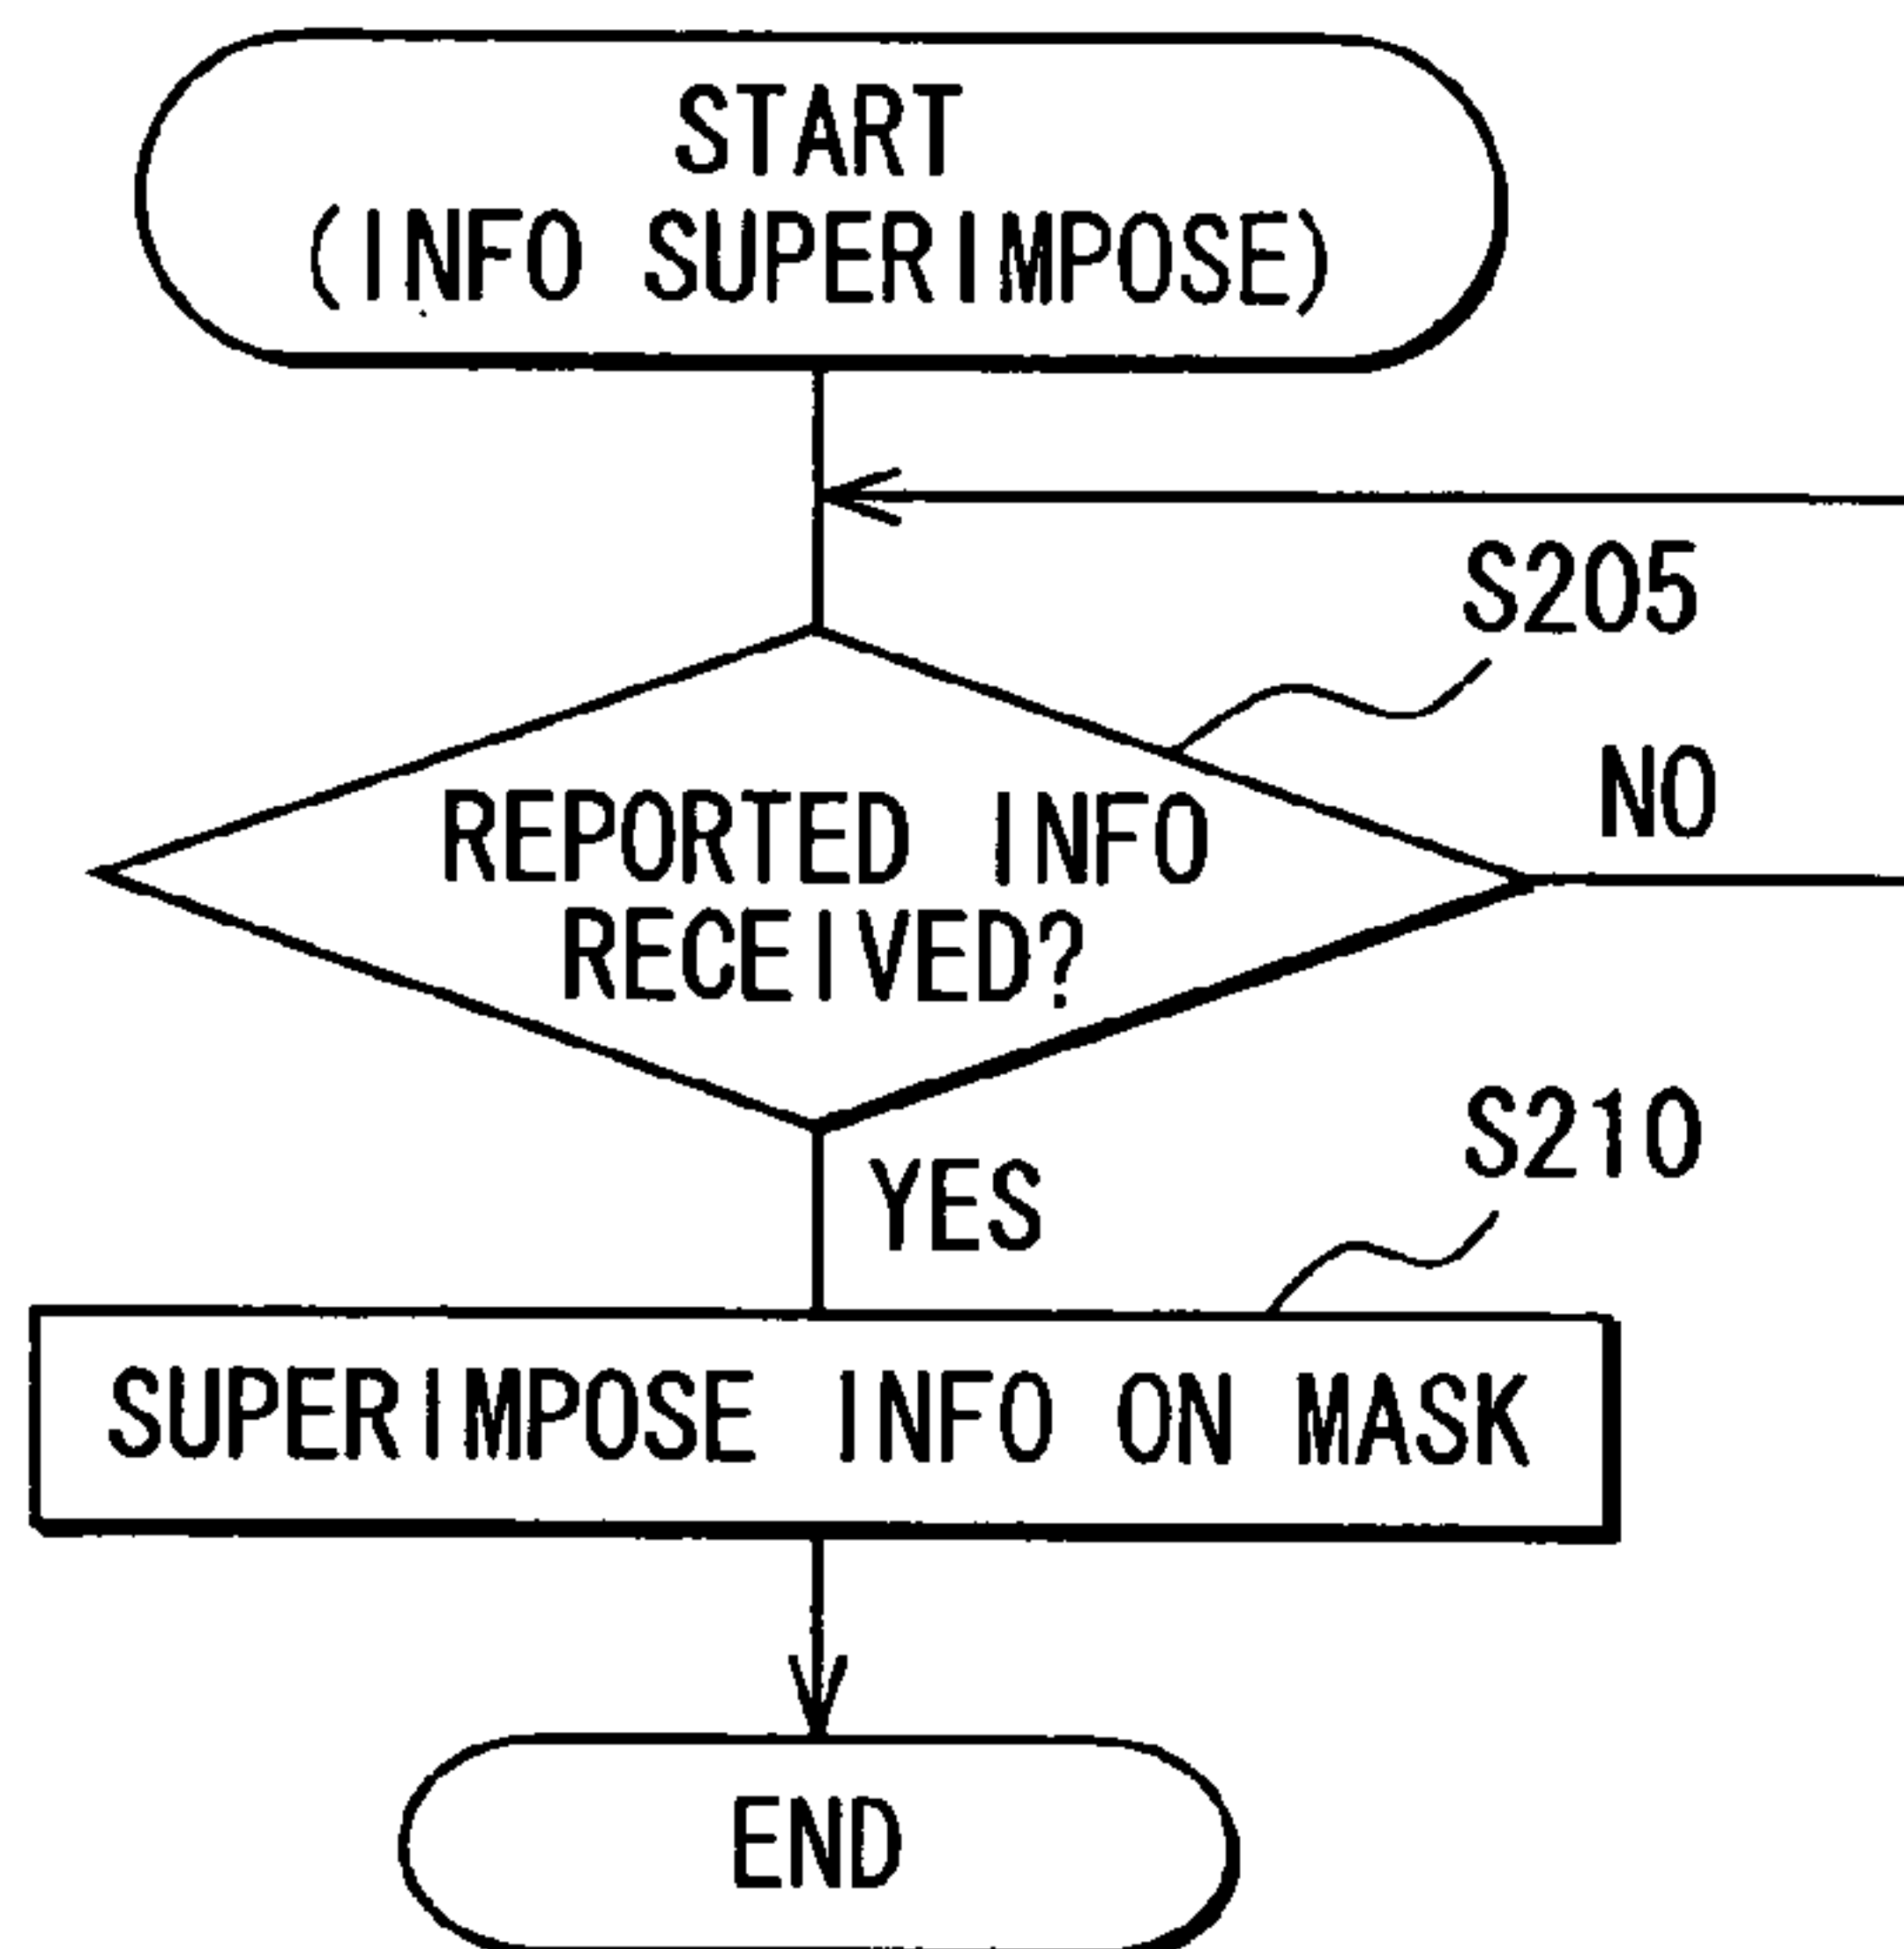 START
(INFO SUPERIMPOSE)
S205
NO
REPORTED INFO
RECEIVED?
YES
S210
SUPERIMPOSE INFO ON MASK
END